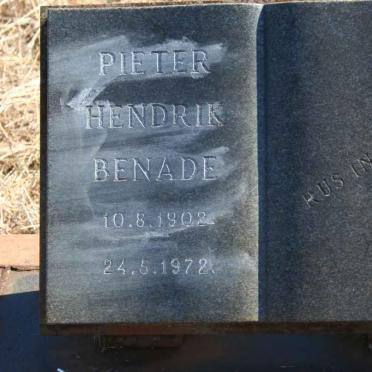 PIETER
HENDRIK
BENADE
10.8.1902.
24.5.1972.
RUS IN